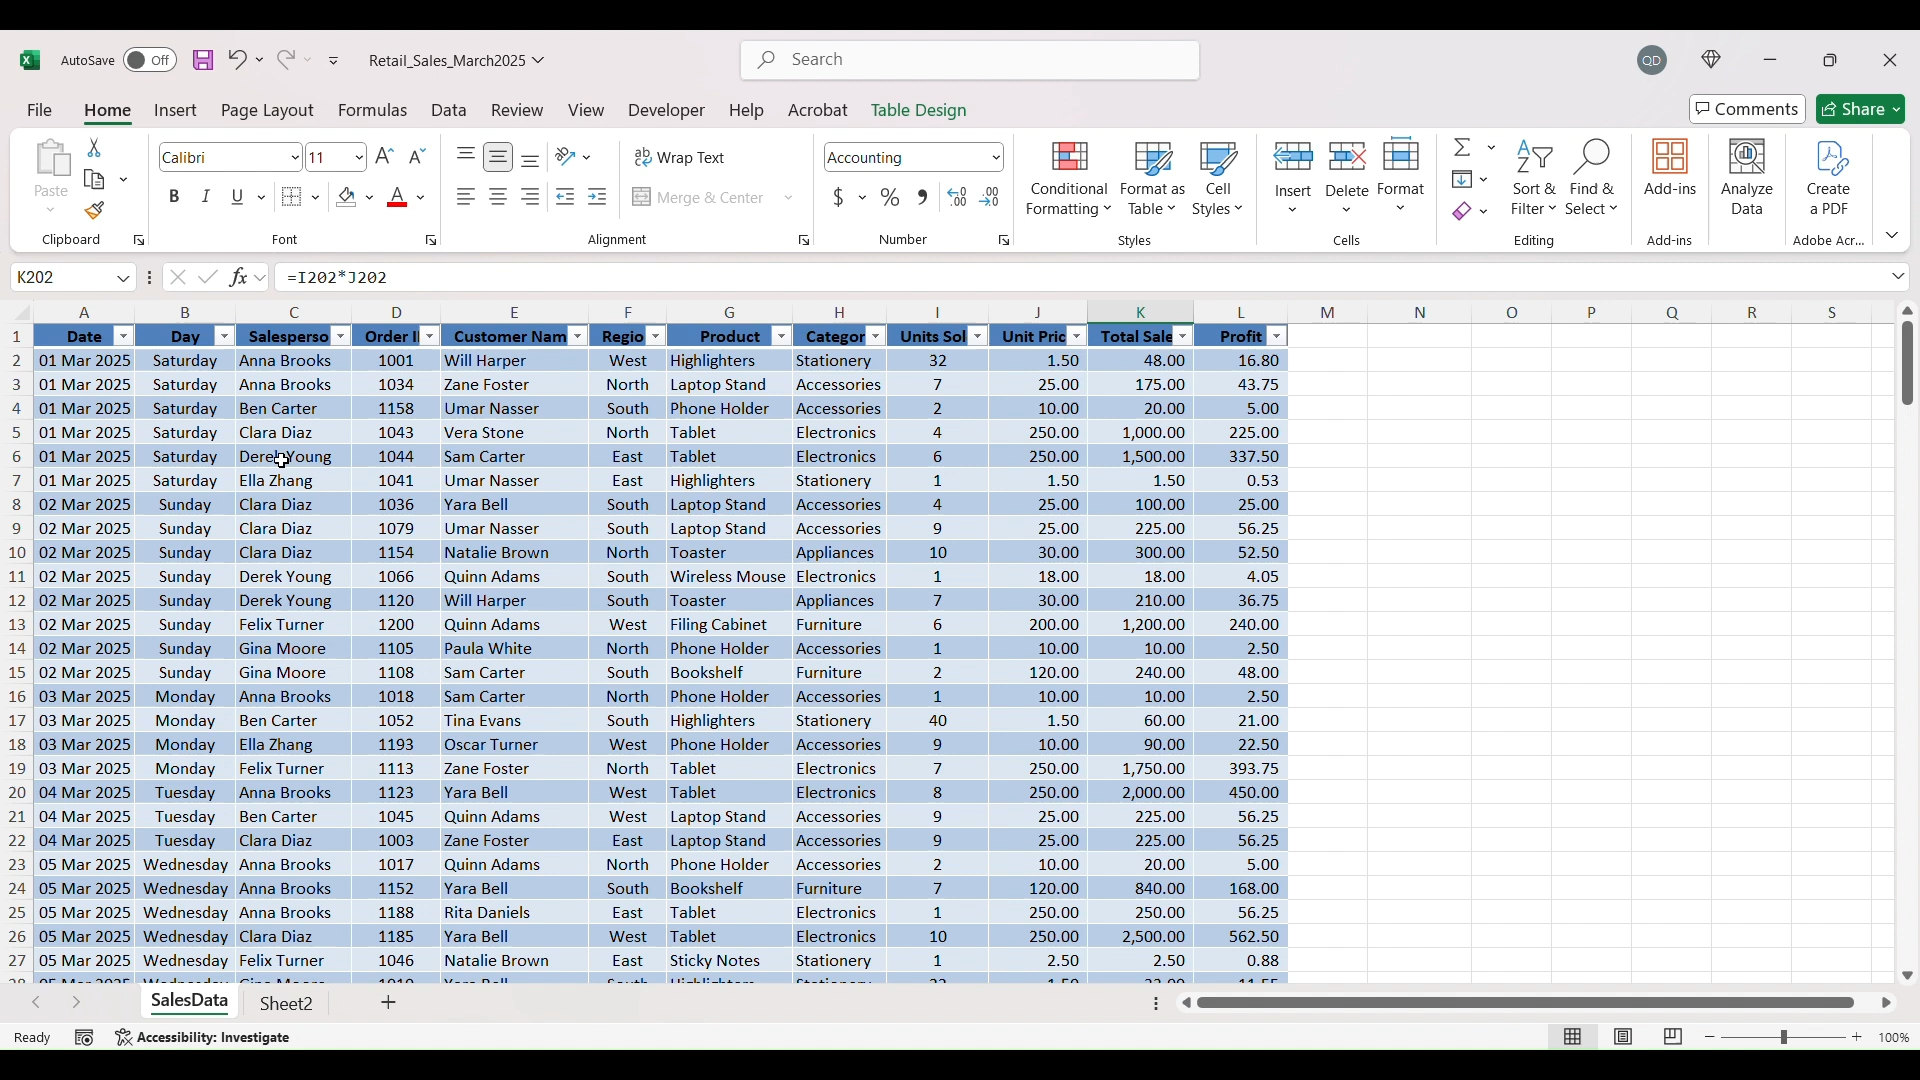 AutoSave Off Retail_Sales_March2025 Search QD
File Home Insert Page Layout Formulas Data Review View Developer Help Acrobat Table Design Comments Share
Paste Calibri 11 Wrap Text Accounting Conditional Formatting Format as Table Cell Styles Insert Delete Format Sort & Filter Find & Select Add-ins Analyze Data Create a PDF
B I U A Merge & Center $ %
Clipboard Font Alignment Number Styles Cells Editing Add-ins Adobe Acr...
K202 fx =I202*J202
A B C D E F G H I J K L M N O P Q R S
1 Date Day Salesperso Order I Customer Nam Regio Product Categor Units Sol Unit Pric Total Sale Profit
2 01 Mar 2025 Saturday Anna Brooks 1001 Will Harper West Highlighters Stationery 32 1.50 48.00 16.80
3 01 Mar 2025 Saturday Anna Brooks 1034 Zane Foster North Laptop Stand Accessories 7 25.00 175.00 43.75
4 01 Mar 2025 Saturday Ben Carter 1158 Umar Nasser South Phone Holder Accessories 2 10.00 20.00 5.00
5 01 Mar 2025 Saturday Clara Diaz 1043 Vera Stone North Tablet Electronics 4 250.00 1,000.00 225.00
6 01 Mar 2025 Saturday Derek Young 1044 Sam Carter East Tablet Electronics 6 250.00 1,500.00 337.50
7 01 Mar 2025 Saturday Ella Zhang 1041 Umar Nasser East Highlighters Stationery 1 1.50 1.50 0.53
8 02 Mar 2025 Sunday Clara Diaz 1036 Yara Bell South Laptop Stand Accessories 4 25.00 100.00 25.00
9 02 Mar 2025 Sunday Clara Diaz 1079 Umar Nasser South Laptop Stand Accessories 9 25.00 225.00 56.25
10 02 Mar 2025 Sunday Clara Diaz 1154 Natalie Brown North Toaster Appliances 10 30.00 300.00 52.50
11 02 Mar 2025 Sunday Derek Young 1066 Quinn Adams South Wireless Mouse Electronics 1 18.00 18.00 4.05
12 02 Mar 2025 Sunday Derek Young 1120 Will Harper South Toaster Appliances 7 30.00 210.00 36.75
13 02 Mar 2025 Sunday Felix Turner 1200 Quinn Adams West Filing Cabinet Furniture 6 200.00 1,200.00 240.00
14 02 Mar 2025 Sunday Gina Moore 1105 Paula White North Phone Holder Accessories 1 10.00 10.00 2.50
15 02 Mar 2025 Sunday Gina Moore 1108 Sam Carter South Bookshelf Furniture 2 120.00 240.00 48.00
16 03 Mar 2025 Monday Anna Brooks 1018 Sam Carter North Phone Holder Accessories 1 10.00 10.00 2.50
17 03 Mar 2025 Monday Ben Carter 1052 Tina Evans South Highlighters Stationery 40 1.50 60.00 21.00
18 03 Mar 2025 Monday Ella Zhang 1193 Oscar Turner West Phone Holder Accessories 9 10.00 90.00 22.50
19 03 Mar 2025 Monday Felix Turner 1113 Zane Foster North Tablet Electronics 7 250.00 1,750.00 393.75
20 04 Mar 2025 Tuesday Anna Brooks 1123 Yara Bell West Tablet Electronics 8 250.00 2,000.00 450.00
21 04 Mar 2025 Tuesday Ben Carter 1045 Quinn Adams West Laptop Stand Accessories 9 25.00 225.00 56.25
22 04 Mar 2025 Tuesday Clara Diaz 1003 Zane Foster East Laptop Stand Accessories 9 25.00 225.00 56.25
23 05 Mar 2025 Wednesday Anna Brooks 1017 Quinn Adams North Phone Holder Accessories 2 10.00 20.00 5.00
24 05 Mar 2025 Wednesday Anna Brooks 1152 Yara Bell South Bookshelf Furniture 7 120.00 840.00 168.00
25 05 Mar 2025 Wednesday Anna Brooks 1188 Rita Daniels East Tablet Electronics 1 250.00 250.00 56.25
26 05 Mar 2025 Wednesday Clara Diaz 1185 Yara Bell West Tablet Electronics 10 250.00 2,500.00 562.50
27 05 Mar 2025 Wednesday Felix Turner 1046 Natalie Brown East Sticky Notes Stationery 1 2.50 2.50 0.88
SalesData Sheet2
Ready Accessibility: Investigate 100%